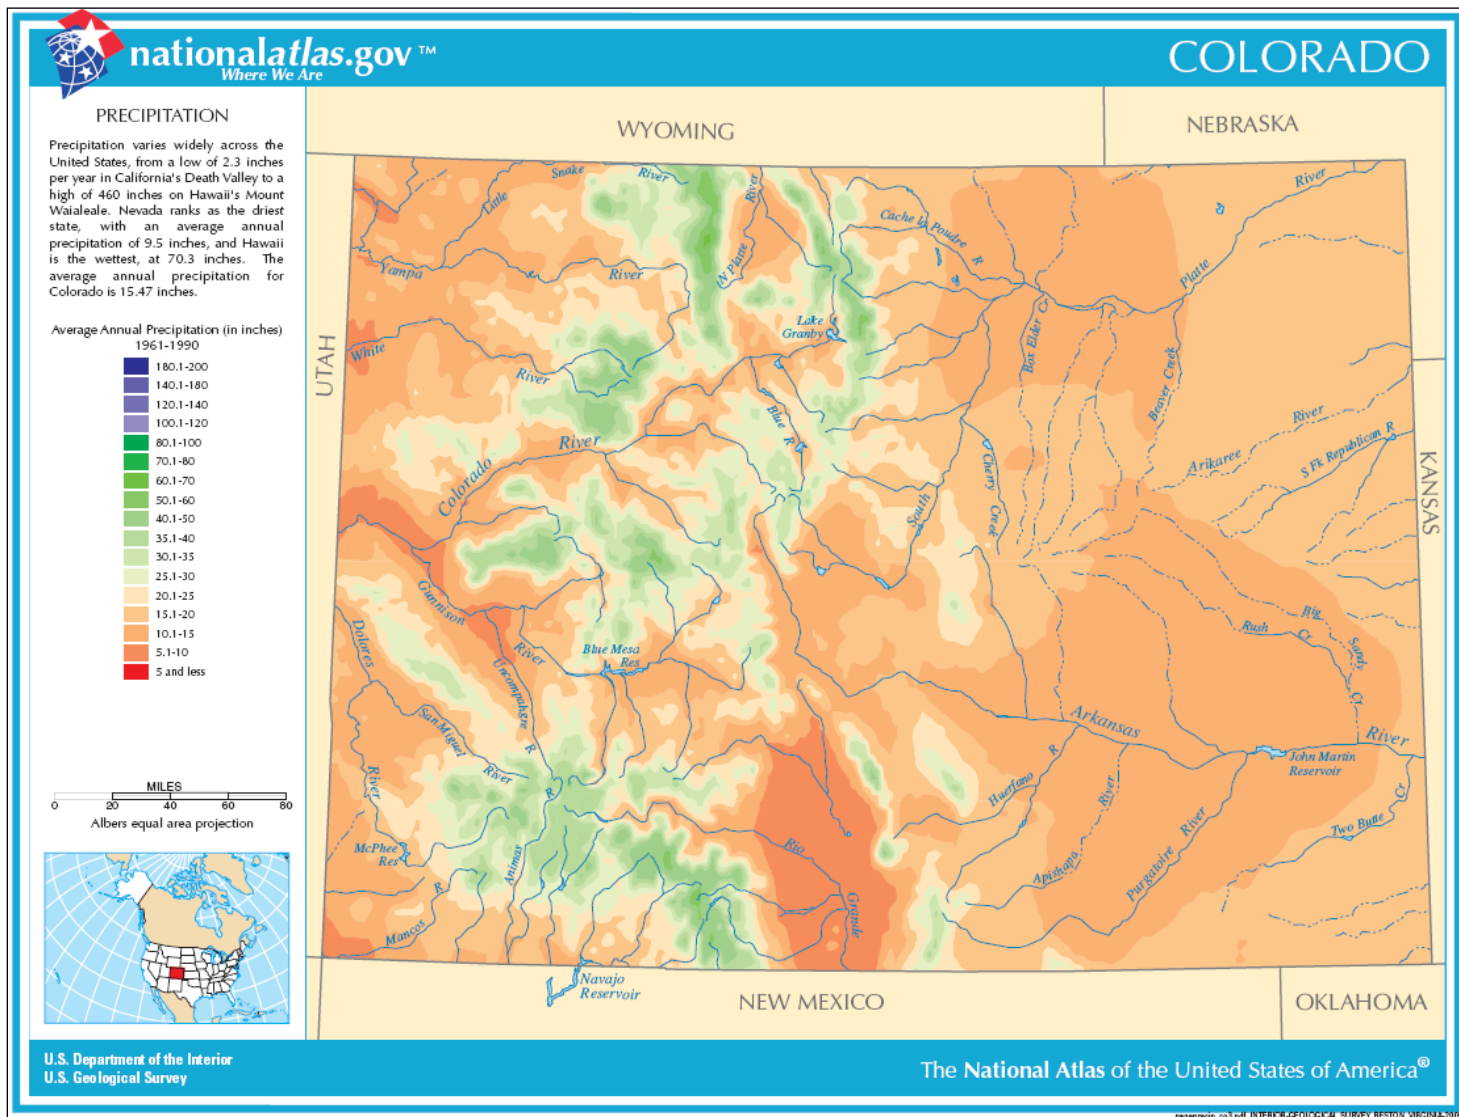 nationalatlas.gov ™
Where We Are
COLORADO
PRECIPITATION
Precipitation varies widely across the
United States, from a low of 2.3 inches
per year in California's Death Valley to a
high of 460 inches on Hawaii's Mount
Waialeale. Nevada ranks as the driest
state, with an average annual
precipitation of 9.5 inches, and Hawaii
is the wettest, at 70.3 inches. The
average annual precipitation for
Colorado is 15.47 inches.
Average Annual Precipitation (in inches)
1961-1990
180.1-200
140.1-180
120.1-140
100.1-120
80.1-100
70.1-80
60.1-70
50.1-60
40.1-50
35.1-40
30.1-35
25.1-30
20.1-25
15.1-20
10.1-15
5.1-10
5 and less
MILES
0 20 40 60 80
Albers equal area projection
WYOMING
NEBRASKA
UTAH
KANSAS
NEW MEXICO
OKLAHOMA
Little Snake River
Yampa River
White River
N Platte River
Cache la Poudre R
Lake
Granby
Box Elder Cr
Platte River
Beaver Creek
Arikaree River
S Fk Republican R
Blue R
Colorado River
South
Cherry Creek
Gunnison River
Dolores River
Uncompahgre R
Blue Mesa
Res
San Miguel River
Big Sandy Cr
Rush Cr
Arkansas River
John Martin
Reservoir
Huerfano R
Apishapa River
Purgatoire River
Two Butte Cr
Rio Grande
McPhee
Res
Mancos R
Animas R
Navajo
Reservoir
U.S. Department of the Interior
U.S. Geological Survey
The National Atlas of the United States of America®